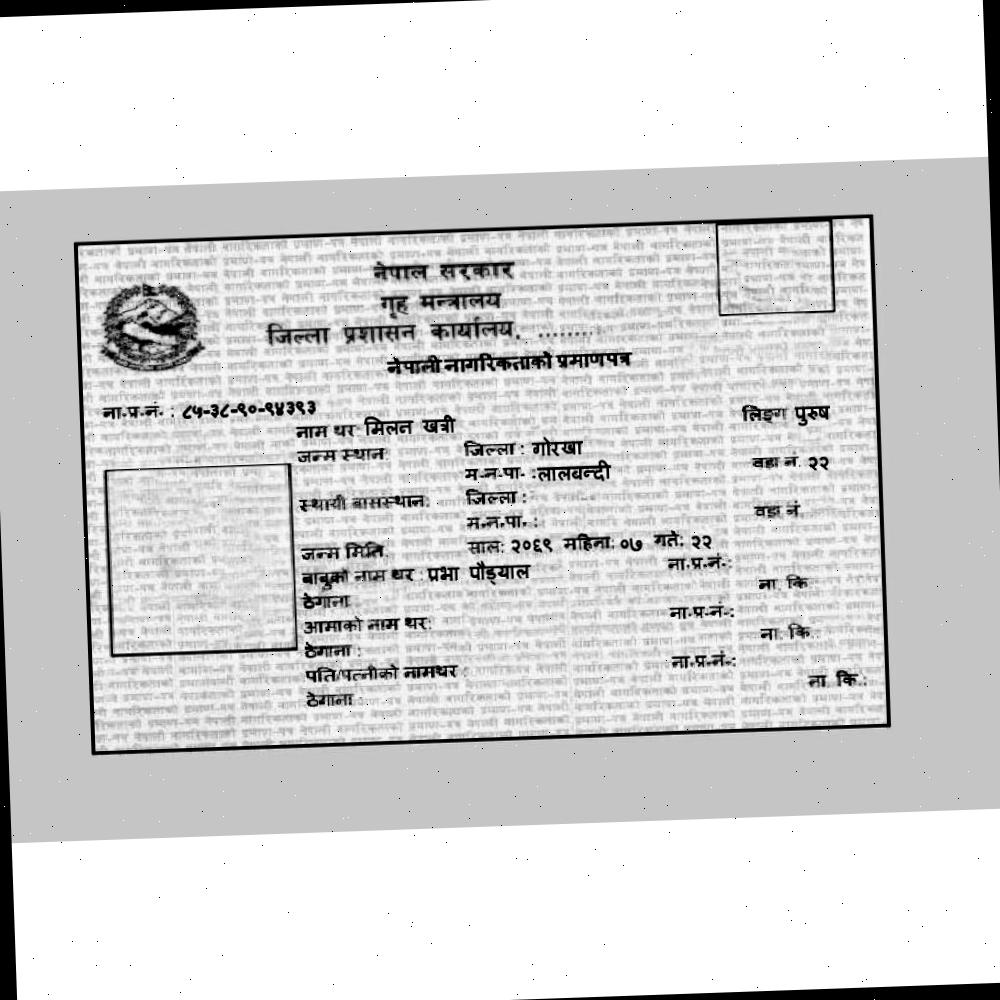 नेपाल सरकार
गृह मन्त्रालय
जिल्ला प्रशासन कार्यालय, .........
नेपाली नागरिकताको प्रमाणपत्र
ना.प्र.नं. : ८५-३८-९०-९४३९३
लिङ्ग पुरुष
नाम थर मिलन खत्री
जन्म स्थान जिल्ला : गोरखा
म.न.पा. : लालबन्दी वडा नं. २२
स्थायी बासस्थान: जिल्ला :
म.न.पा. : वडा नं.
जन्म मिति: साल: २०६९ महिना: ०७ गते: २२
बाबुको नाम थर : प्रभा पौड्याल ना.प्र.नं.:
ठेगाना ना. कि.
आमाको नाम थर: ना.प्र.नं.:
ठेगाना : ना. कि.
पति/पत्नीको नामथर : ना.प्र.नं.:
ठेगाना : ना. कि.: